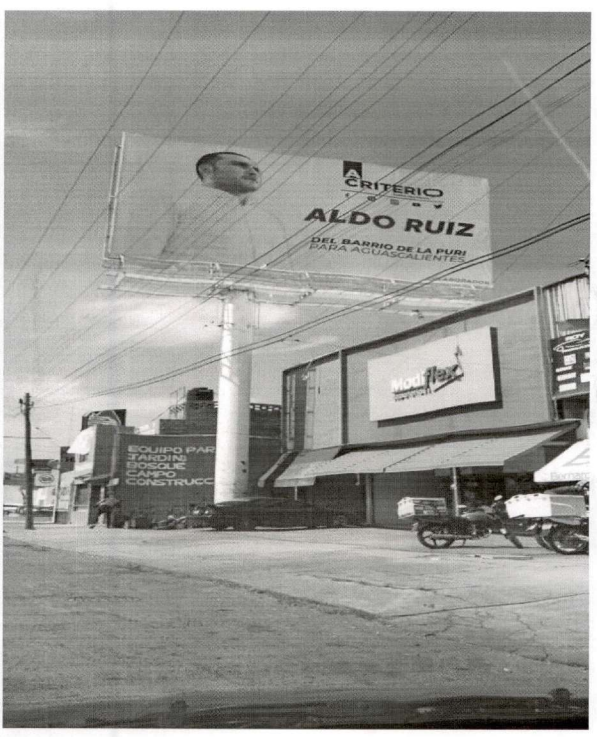 A
CRITERIO
ALDO RUIZ
DEL BARRIO DE LA PURI
PARA AGUASCALIENTES
Modiflex
EQUIPO PAR
JARDIN
BOSQUE
CAMPO
CONSTRUCC